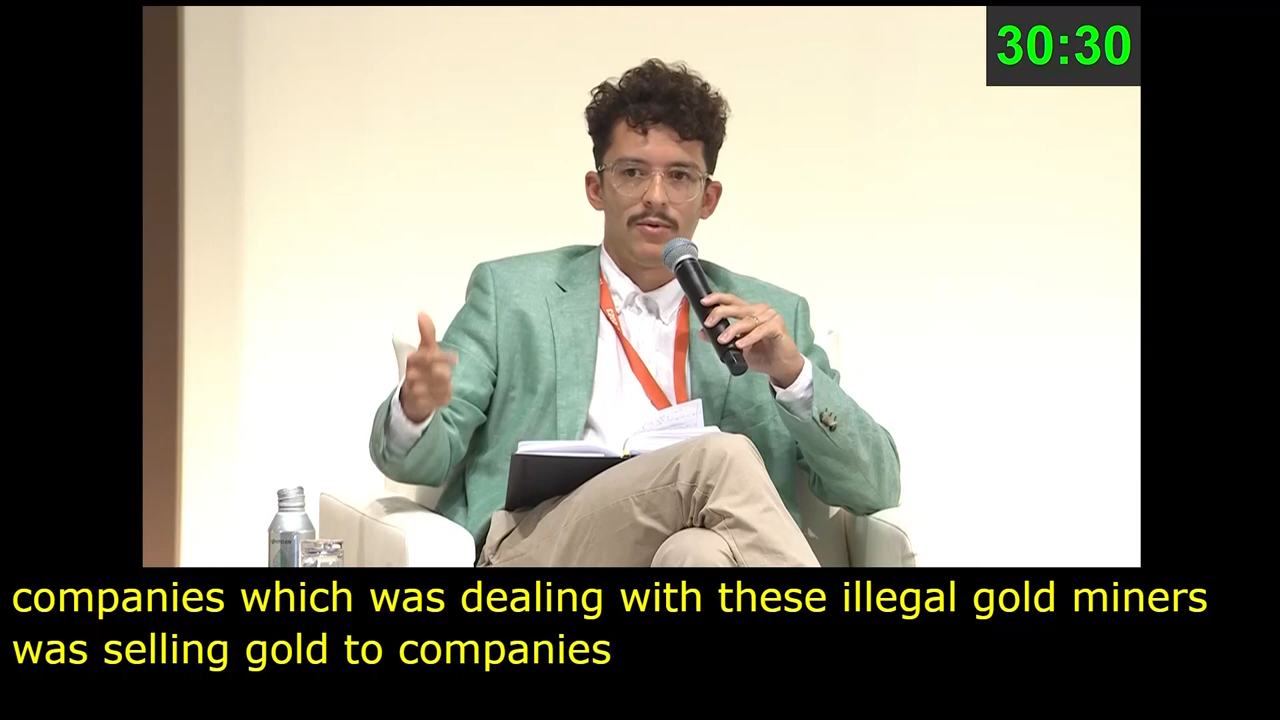 30:30
companies which was dealing with these illegal gold miners
was selling gold to companies